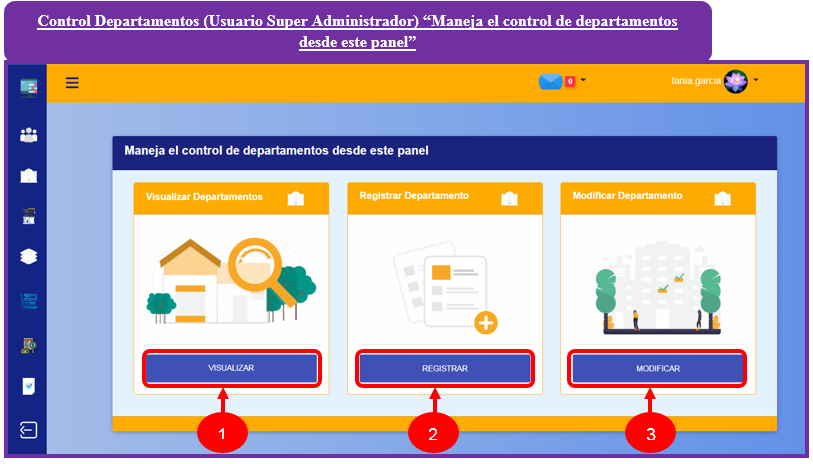 Control Departamentos (Usuario Super Administrador) “Maneja el control de departamentos
desde este panel”
0
tania garcia
Maneja el control de departamentos desde este panel
Visualizar Departamentos
Registrar Departamento
Modificar Departamento
VISUALIZAR
REGISTRAR
MODIFICAR
1
2
3